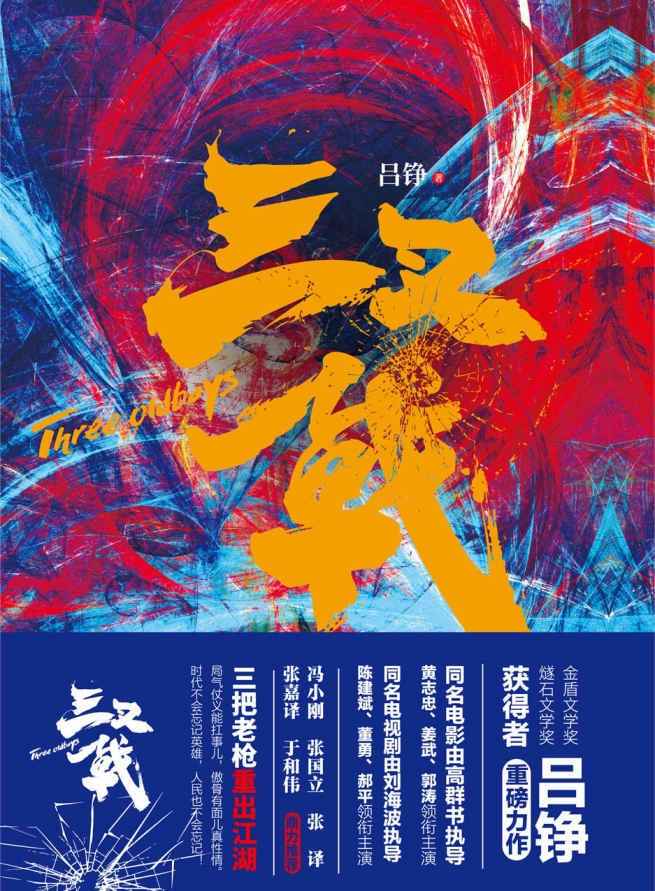 吕铮 著
三叉戟
Three oldboys
金盾文学奖
燧石文学奖
获得者
吕铮
重磅力作
同名电影由高群书执导
黄志忠、姜武、郭涛领衔主演
同名电视剧由刘海波执导
陈建斌、董勇、郝平领衔主演
冯小刚 张国立 张译
张嘉译 于和伟
三把老枪重出江湖
局气仗义能扛事儿,傲骨有面儿真性情。
时代不会忘记英雄,人民也不会忘记!
三叉戟
Three oldboys